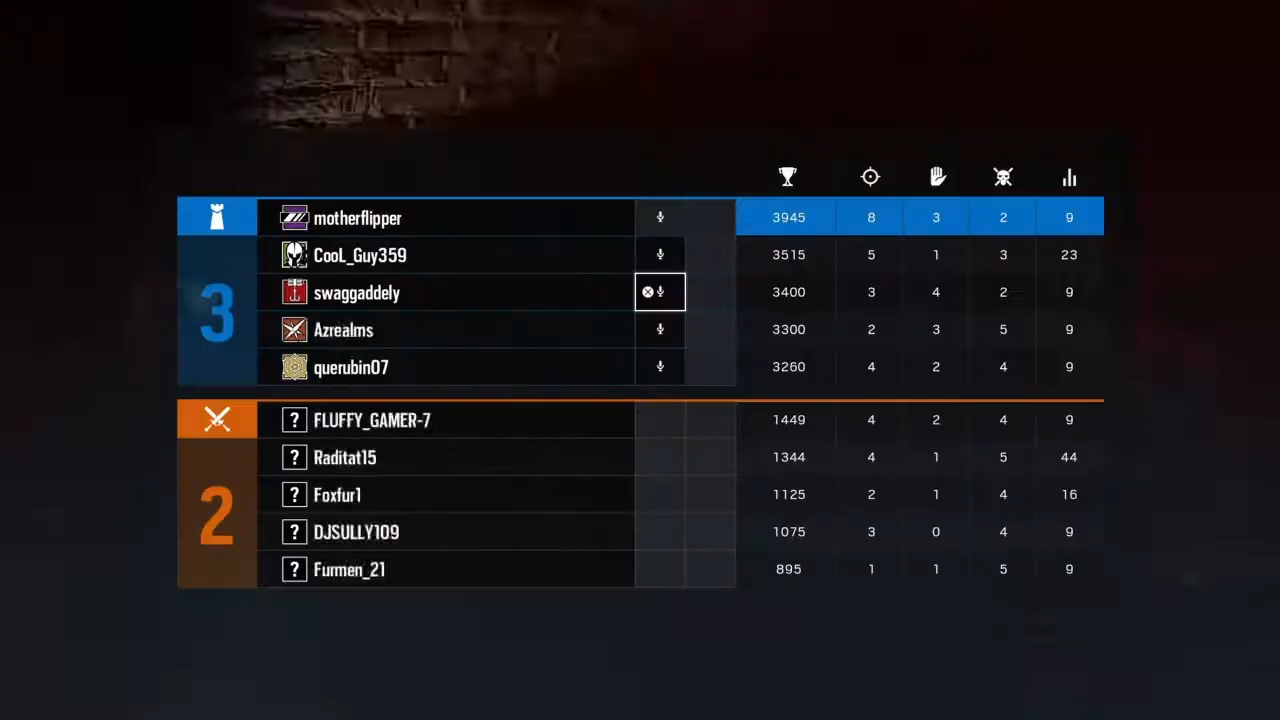 motherflipper 3945 8 3 2 9
CooL_Guy359 3515 5 1 3 23
3 swaggaddely 3400 3 4 2 9
Azrealms 3300 2 3 5 9
querubin07 3260 4 2 4 9
? FLUFFY_GAMER-7 1449 4 2 4 9
? Raditat15 1344 4 1 5 44
2 ? Foxfur1 1125 2 1 4 16
? DJSULLY109 1075 3 0 4 9
? Furmen_21 895 1 1 5 9